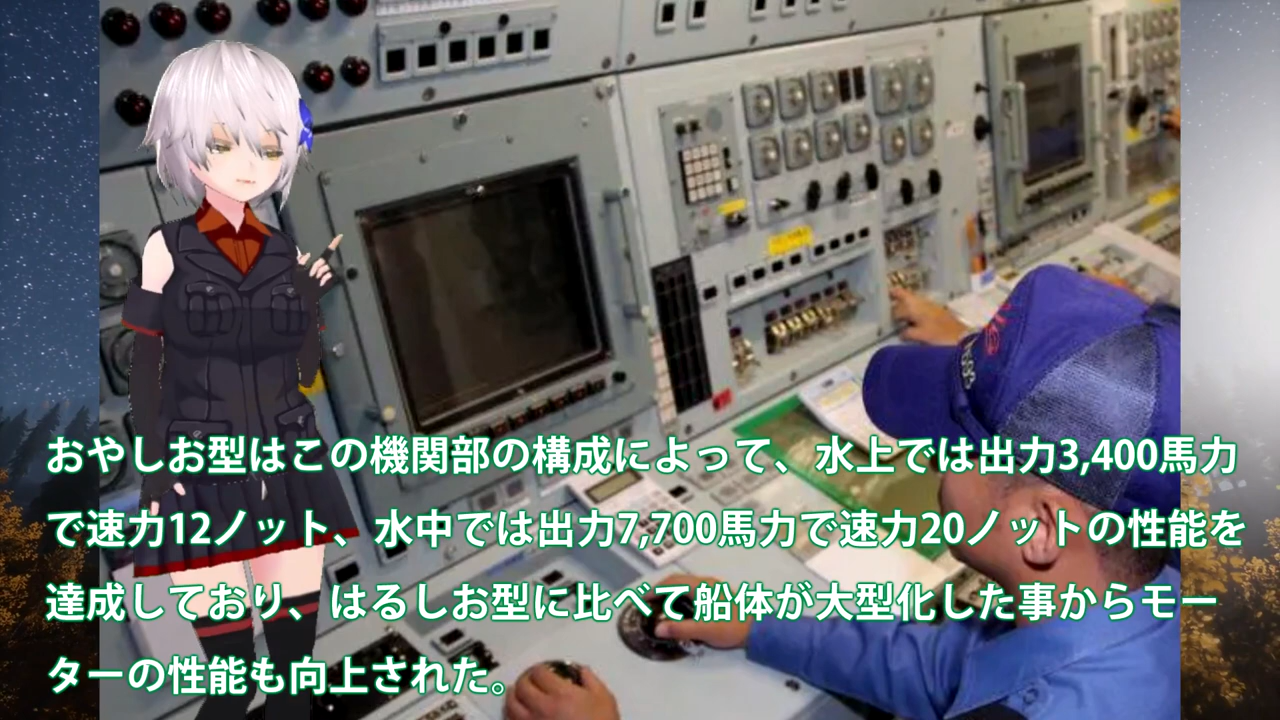 おやしお型はこの機関部の構成によって、水上では出力3,400馬力
で速力12ノット、水中では出力7,700馬力で速力20ノットの性能を
達成しており、はるしお型に比べて船体が大型化した事からモー
ターの性能も向上された。